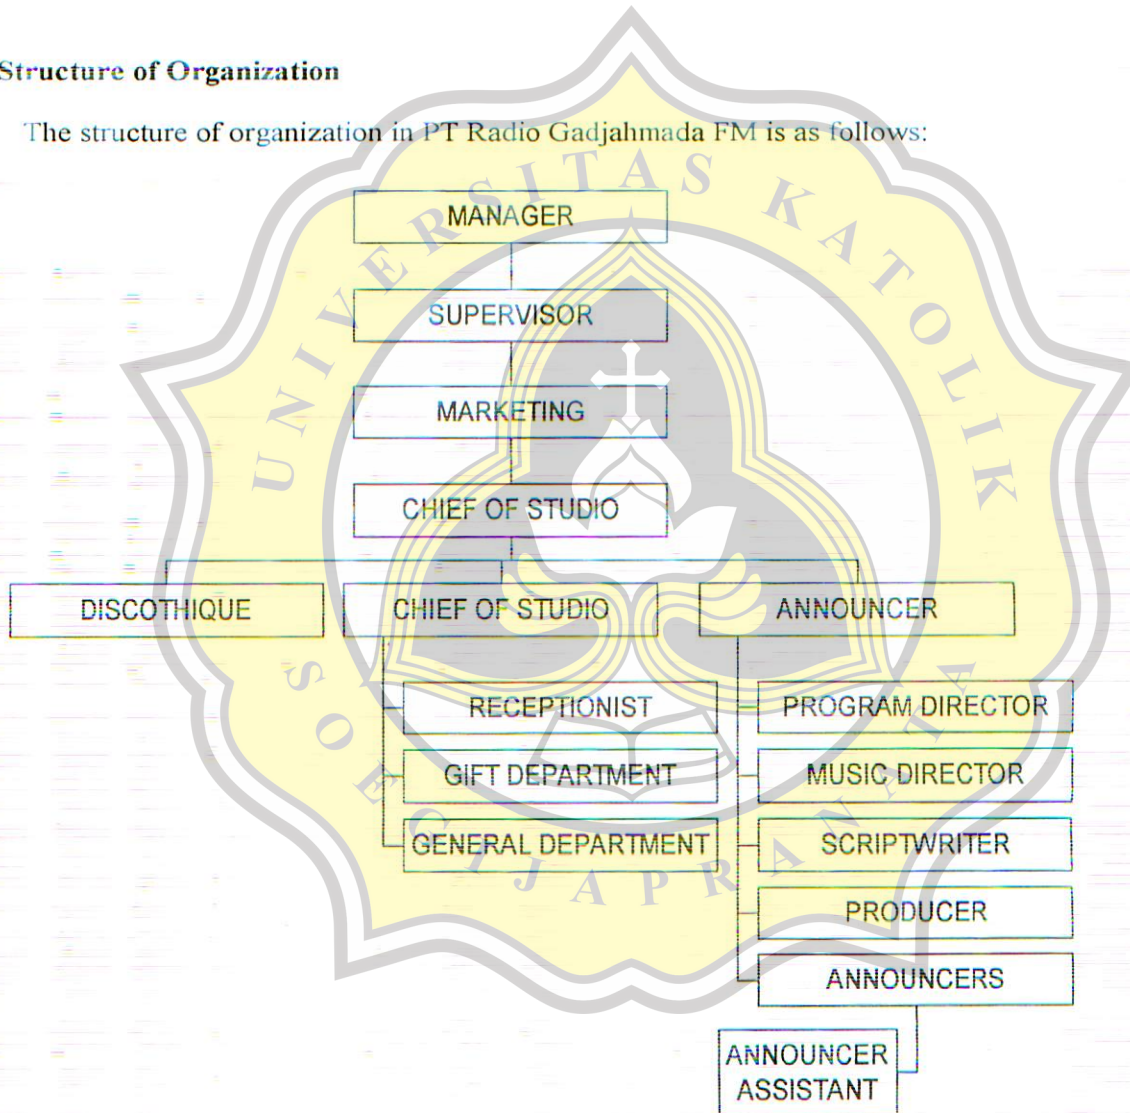 Structure of Organization
The structure of organization in PT Radio Gadjahmada FM is as follows:
MANAGER
SUPERVISOR
MARKETING
CHIEF OF STUDIO
DISCOTHIQUE
CHIEF OF STUDIO
ANNOUNCER
RECEPTIONIST
PROGRAM DIRECTOR
GIFT DEPARTMENT
MUSIC DIRECTOR
GENERAL DEPARTMENT
SCRIPTWRITER
PRODUCER
ANNOUNCERS
ANNOUNCER
ASSISTANT
UNIVERSITAS KATOLIK
SOEGIJAPRANATA